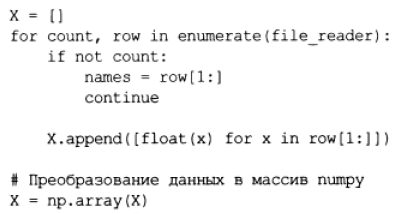 X = []
for count, row in enumerate(file_reader):
    if not count:
        names = row[1:]
        continue

    X.append([float(x) for x in row[1:]])

# Преобразование данных в массив numpy
X = np.array(X)